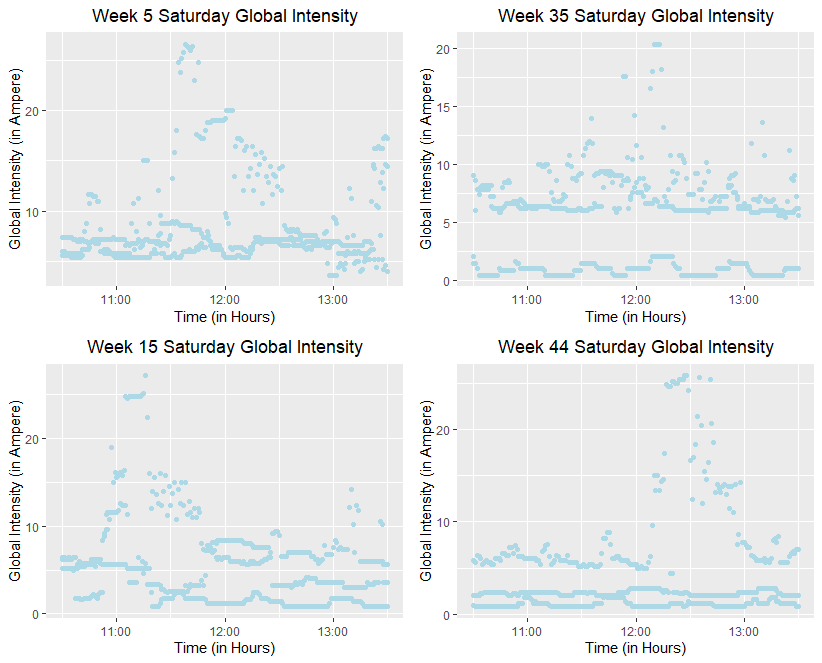 Week 5 Saturday Global Intensity
Global Intensity (in Ampere)
20
10
11:00 12:00 13:00
Time (in Hours)
Week 35 Saturday Global Intensity
Global Intensity (in Ampere)
20
15
10
5
0
11:00 12:00 13:00
Time (in Hours)
Week 15 Saturday Global Intensity
Global Intensity (in Ampere)
20
10
0
11:00 12:00 13:00
Time (in Hours)
Week 44 Saturday Global Intensity
Global Intensity (in Ampere)
20
10
0
11:00 12:00 13:00
Time (in Hours)